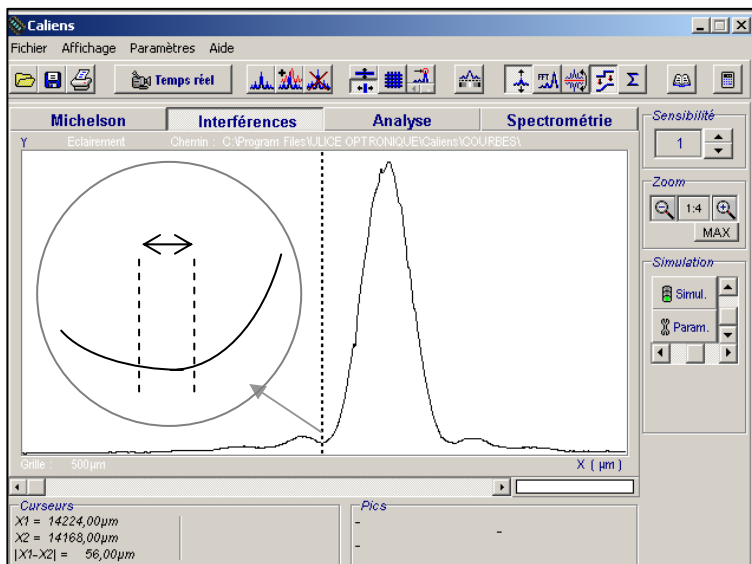 Caliens
Fichier Affichage Paramètres Aide
Temps réel FFT Σ
Michelson Interférences Analyse Spectrométrie
Y Eclairement Chemin : C:\Program Files\ULICE OPTRONIQUE\Caliens\COURBES\
Grille : 500µm X ( µm )
Sensibilité
1
Zoom
1:4
MAX
Simulation
Simul.
Param.
Curseurs
X1 = 14224,00µm
X2 = 14168,00µm
|X1-X2| = 56,00µm
Pics
-
-
-